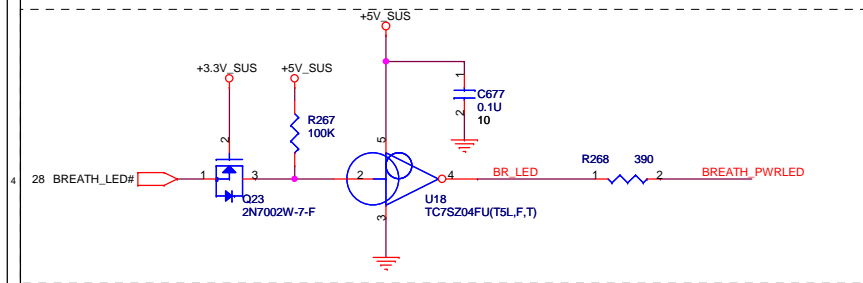 +5V_SUS
+3.3V_SUS
+5V_SUS
1
C677
0.1U
10
2
R267
100K
2
5
R268 390
4
28 BREATH_LED#
1
3
2
4
BR_LED
1
2
BREATH_PWRLED
Q23
2N7002W-7-F
3
U18
TC7SZ04FU(T5L,F,T)